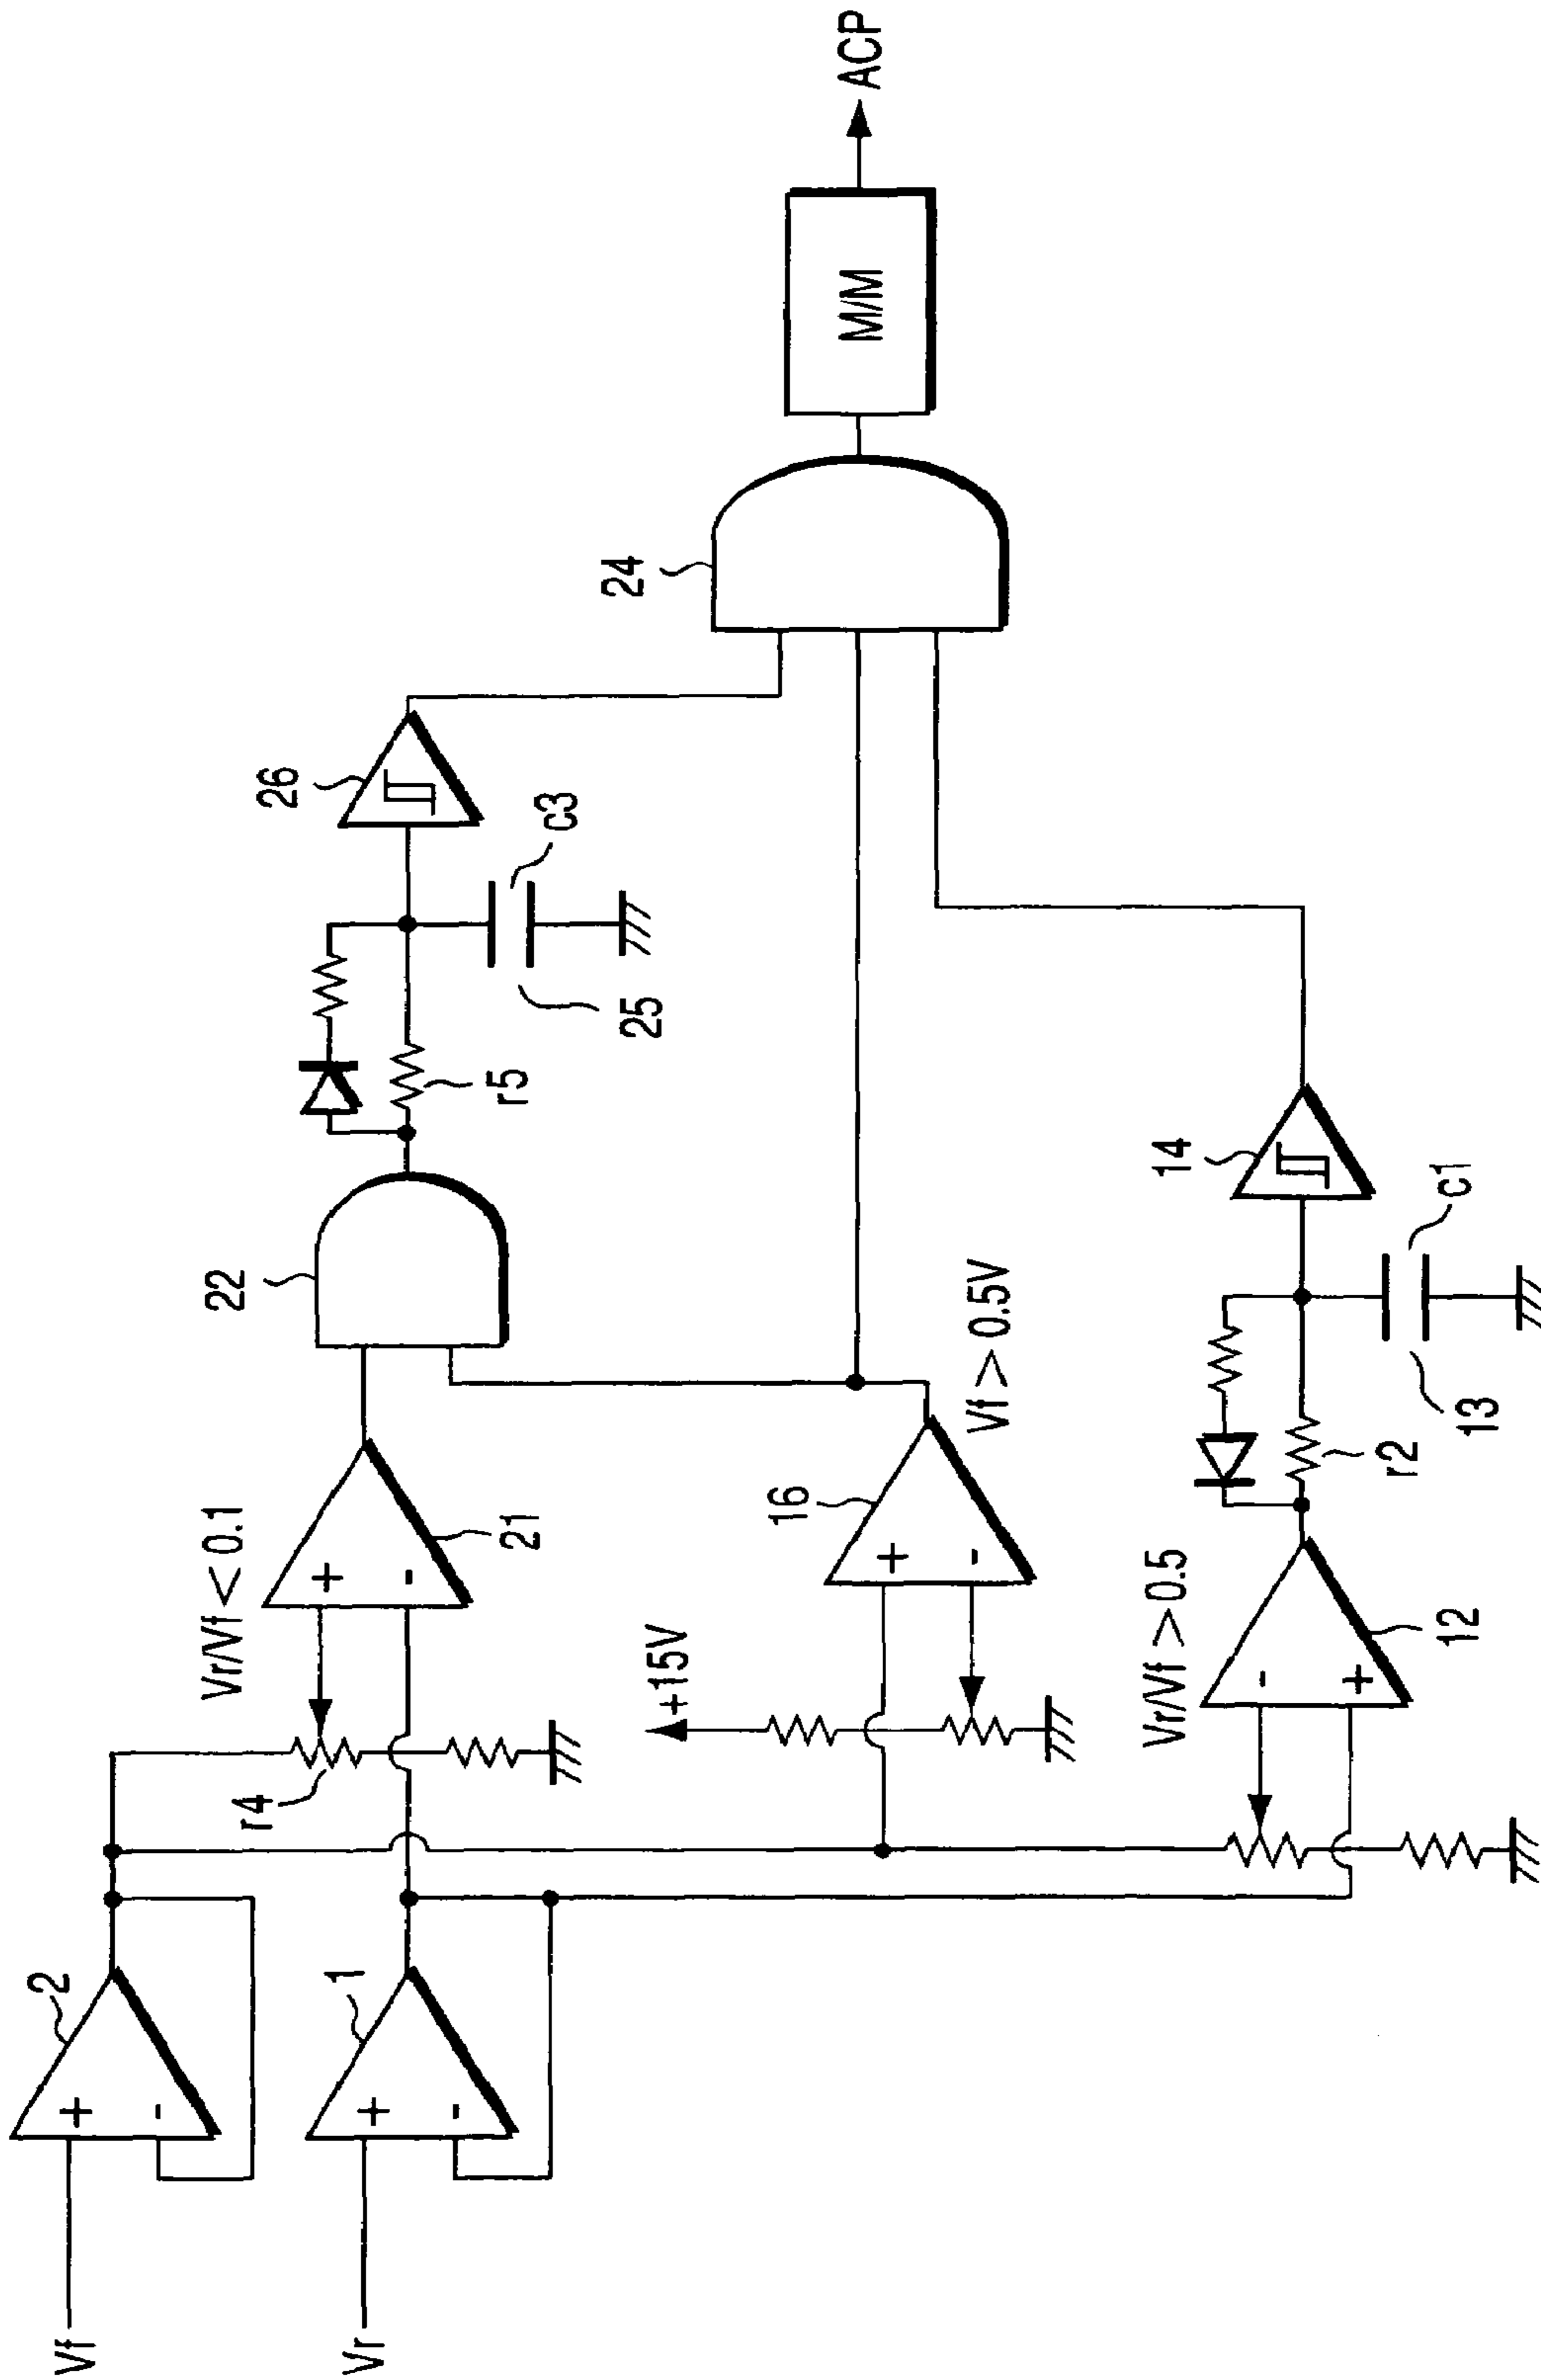 Vf
+
-
2
Vr
+
-
1
r4
Vr/Vf < 0.1
+
-
21
22
r5
25
c3
26
+15V
+
-
16
Vf > 0.5V
Vr/Vf > 0.5
-
+
12
r2
13
c1
14
24
M/M
ACP